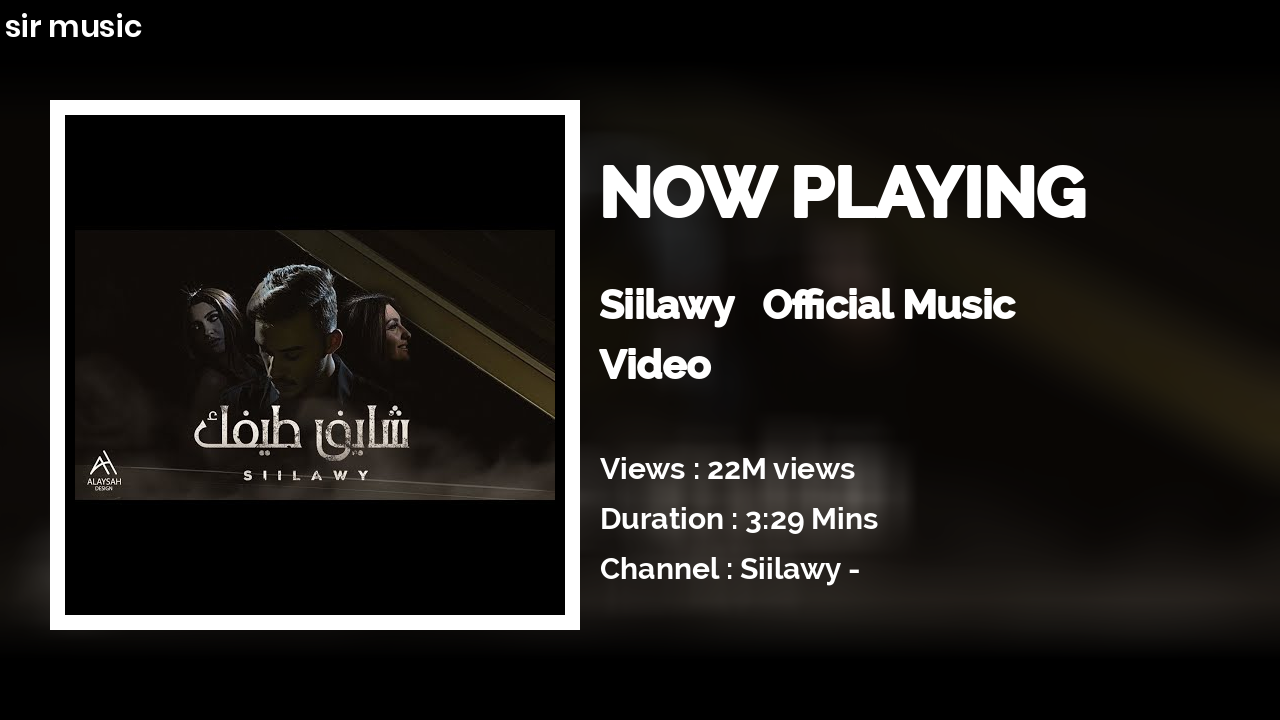 sir music
NOW PLAYING
Siilawy Official Music
Video
شايف طيفك
SIILAWY
ALAYSAH
DESIGN
Views : 22M views
Duration : 3:29 Mins
Channel : Siilawy -